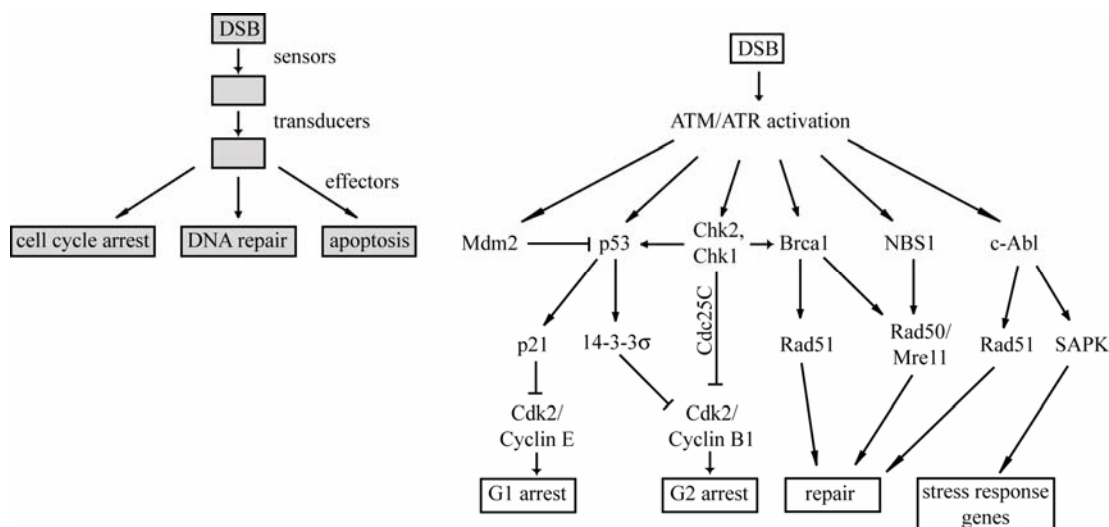 DSB
sensors
transducers
effectors
cell cycle arrest
DNA repair
apoptosis
DSB
ATM/ATR activation
Mdm2
p53
Chk2,
Chk1
Brca1
NBS1
c-Abl
Cdc25C
p21
14-3-3σ
Rad51
Rad50/
Mre11
Rad51
SAPK
Cdk2/
Cyclin E
Cdk2/
Cyclin B1
G1 arrest
G2 arrest
repair
stress response
genes